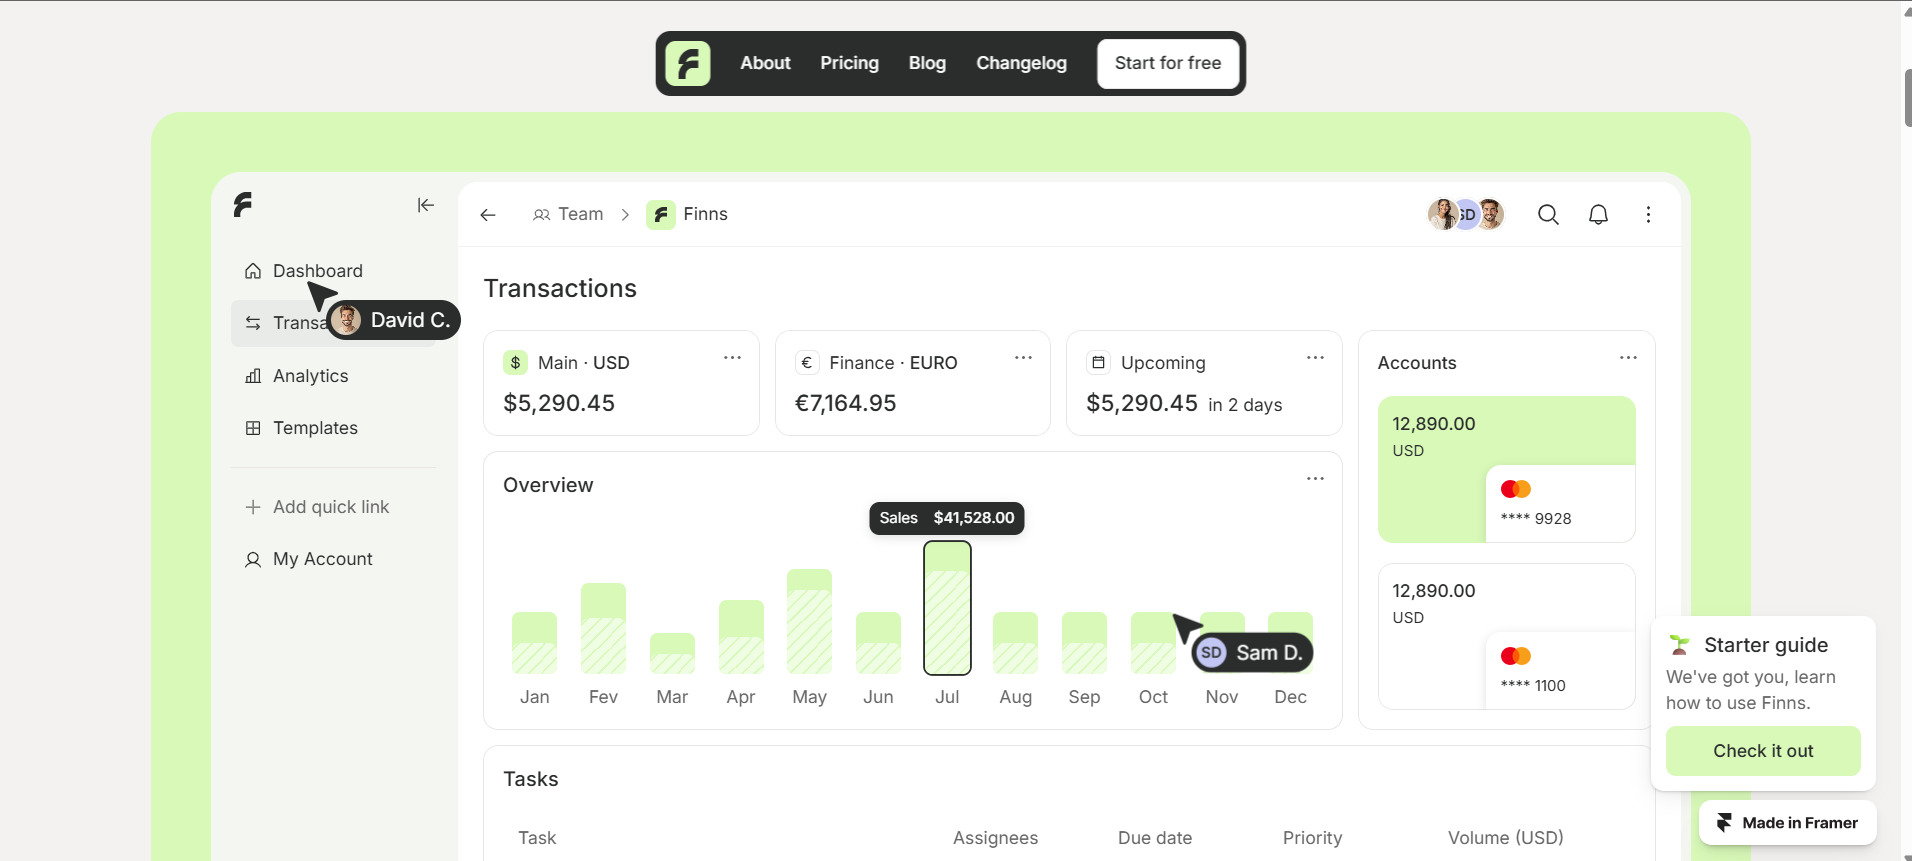 About Pricing Blog Changelog Start for free
Team Finns
SD
Dashboard
Transa
David C.
Analytics
Templates
Add quick link
My Account
Transactions
$ Main · USD
$5,290.45
€ Finance · EURO
€7,164.95
Upcoming
$5,290.45 in 2 days
Accounts
12,890.00
USD
**** 9928
12,890.00
USD
**** 1100
Overview
Sales $41,528.00
SD Sam D.
Jan Fev Mar Apr May Jun Jul Aug Sep Oct Nov Dec
Tasks
Task Assignees Due date Priority Volume (USD)
Starter guide
We've got you, learn
how to use Finns.
Check it out
Made in Framer